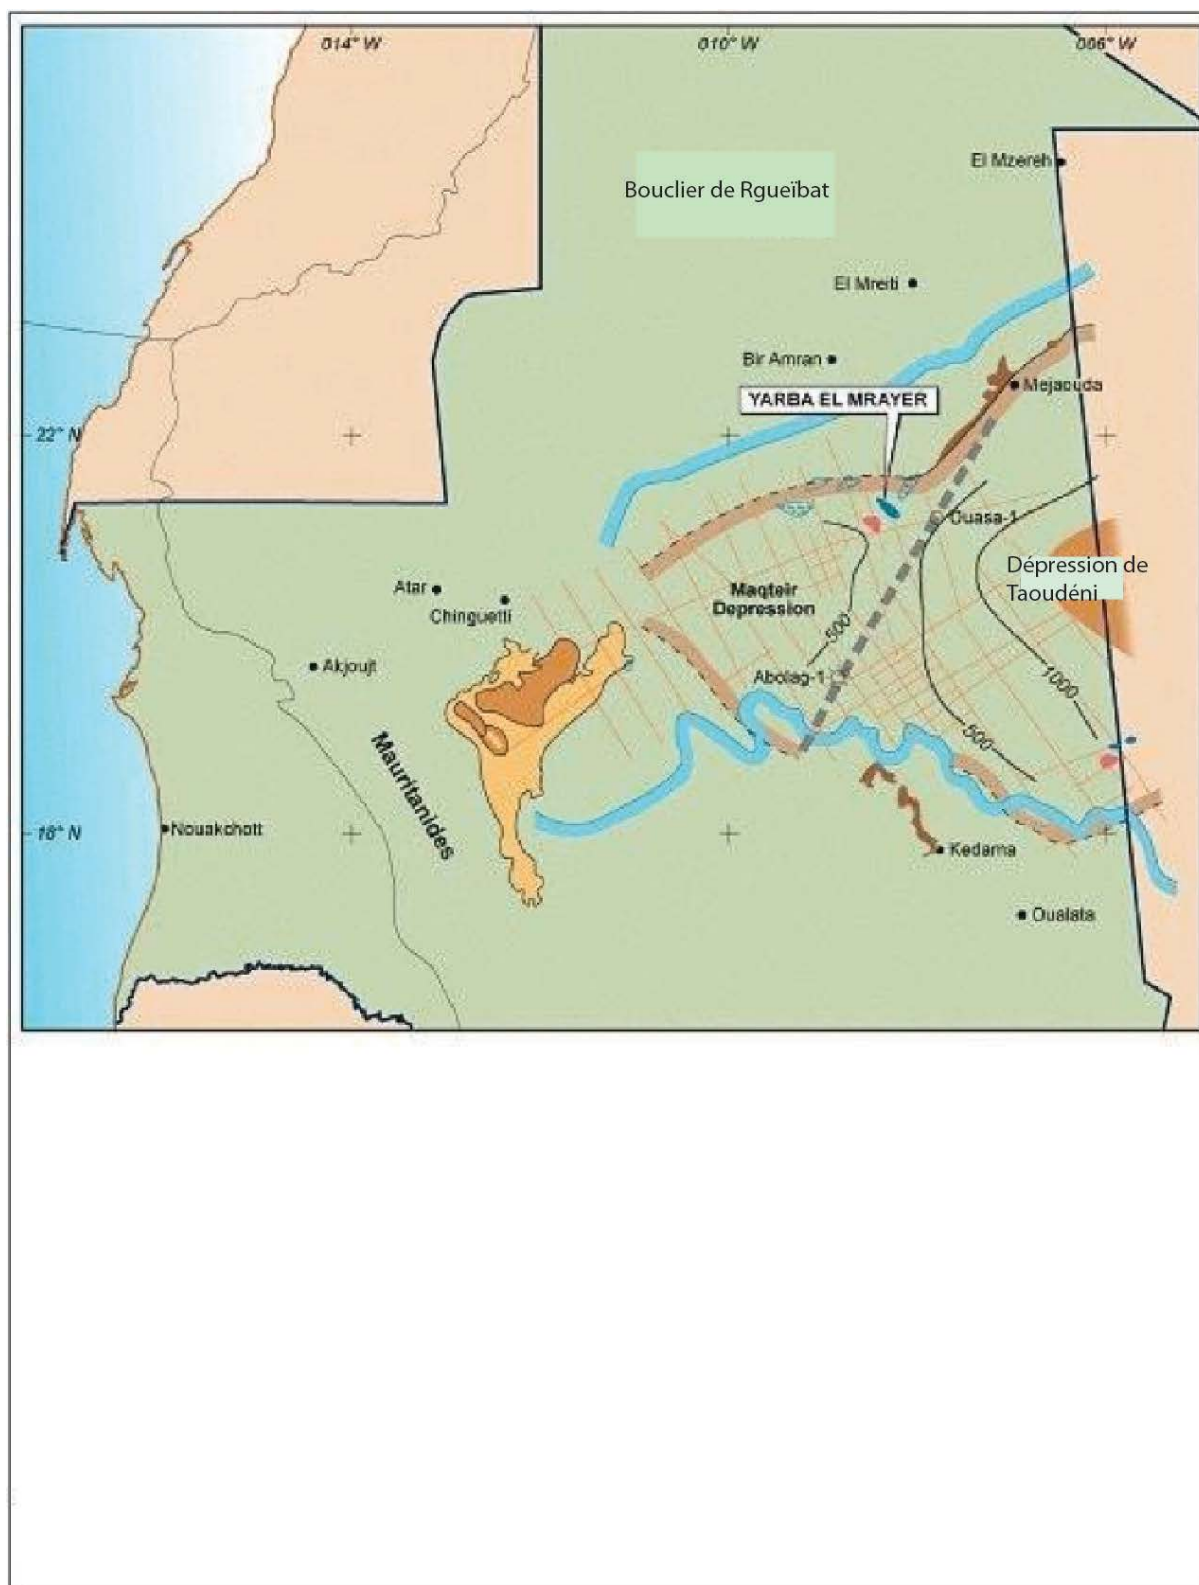 014° W
010° W
006° W
El Mzereh
Bouclier de Rgueïbat
El Mreiti
Bir Amran
Mejaouda
YARBA EL MRAYER
22° N
Ouasa-1
Dépression de
Taoudéni
Atar
Chinguetti
Maqteir
Depression
500
Akjoujt
Abolag-1
1000
500
Mauritanides
18° N
Nouakchott
Kedama
Oualata